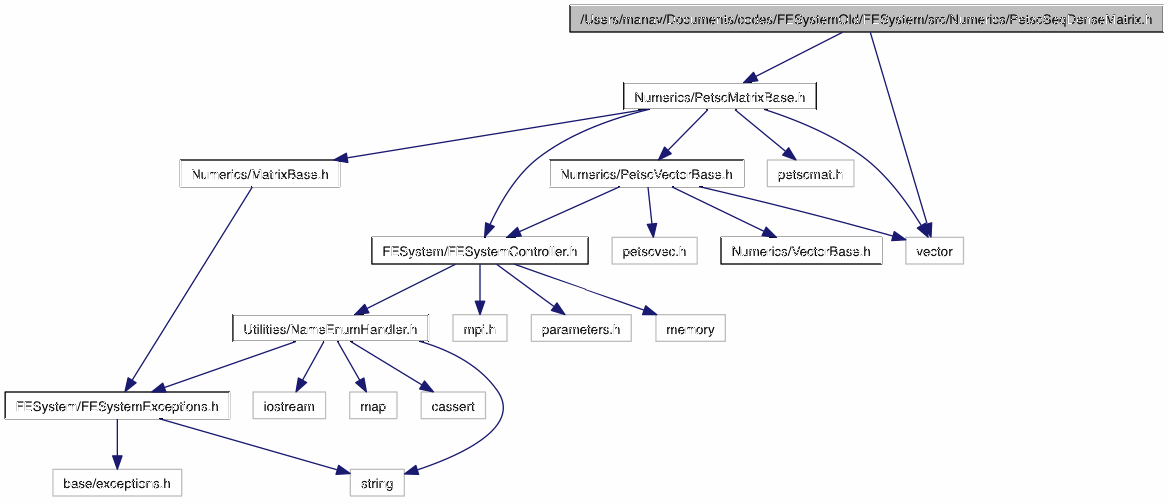 /Users/manav/Documents/codes/FESystemOld/FESystem/src/Numerics/PetscSeqDenseMatrix.h
Numerics/PetscMatrixBase.h
Numerics/MatrixBase.h
Numerics/PetscVectorBase.h
petscmat.h
FESystem/FESystemController.h
petscvec.h
Numerics/VectorBase.h
vector
Utilities/NameEnumHandler.h
mpi.h
parameters.h
memory
FESystem/FESystemExceptions.h
iostream
map
cassert
base/exceptions.h
string